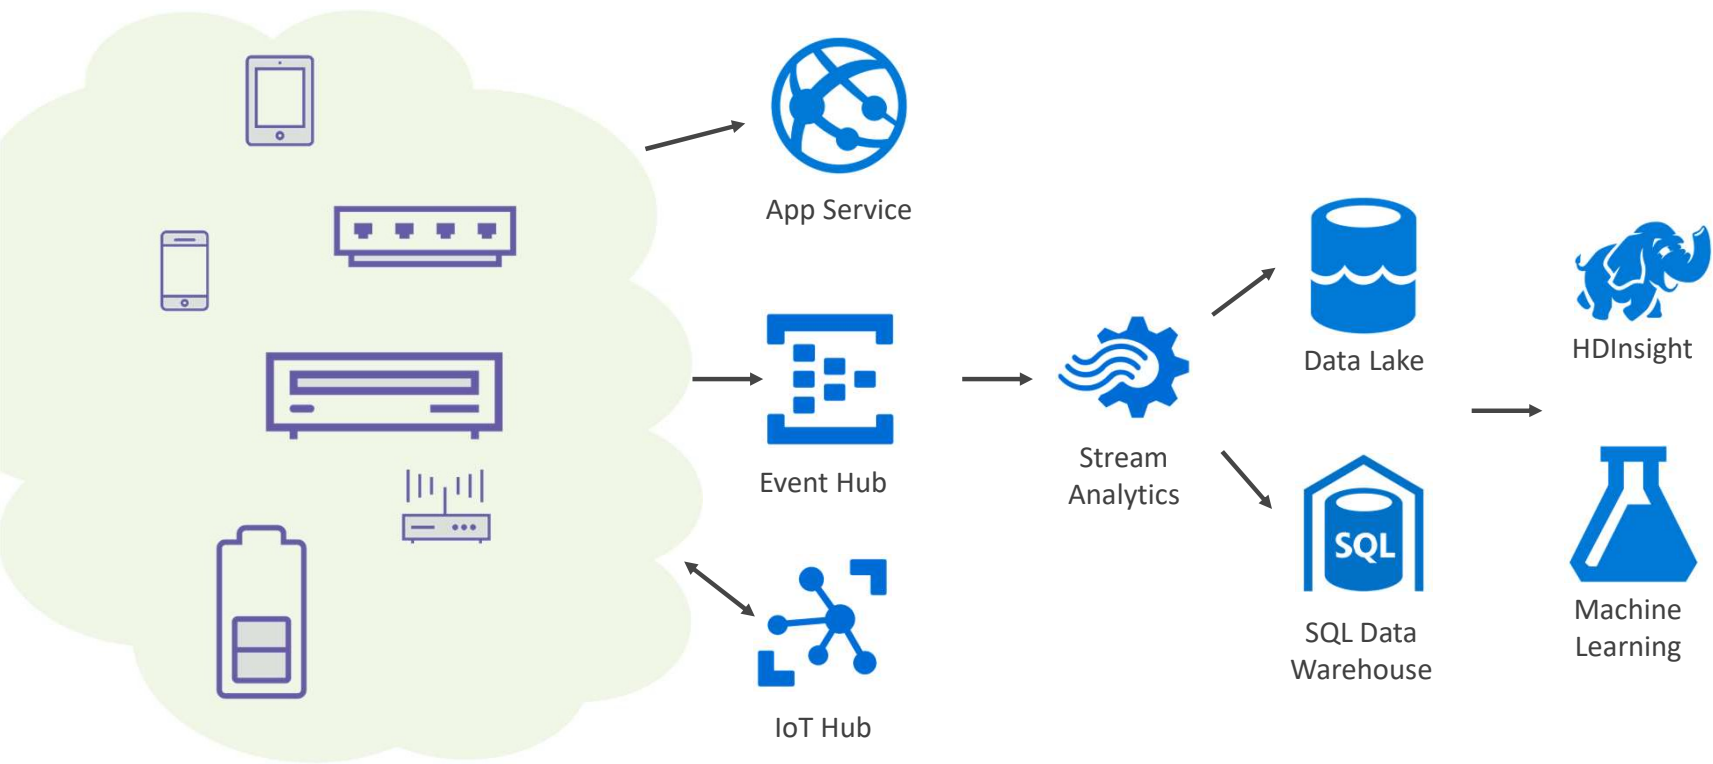 App Service
Event Hub
IoT Hub
Stream
Analytics
Data Lake
SQL
SQL Data
Warehouse
HDInsight
Machine
Learning